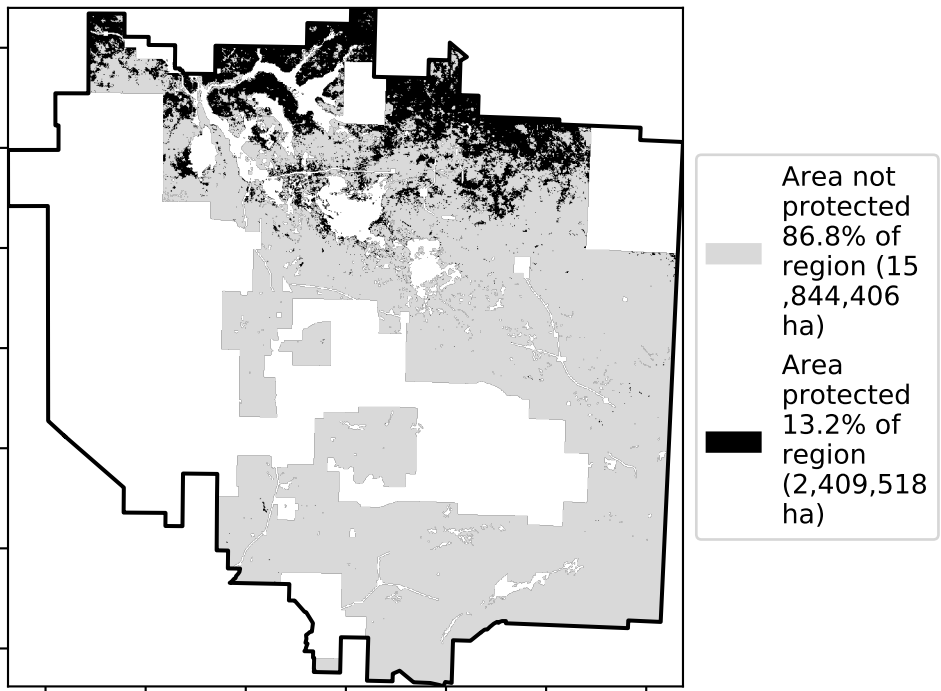 Area not
protected
86.8% of
region (15
,844,406
ha)
Area
protected
13.2% of
region
(2,409,518
ha)